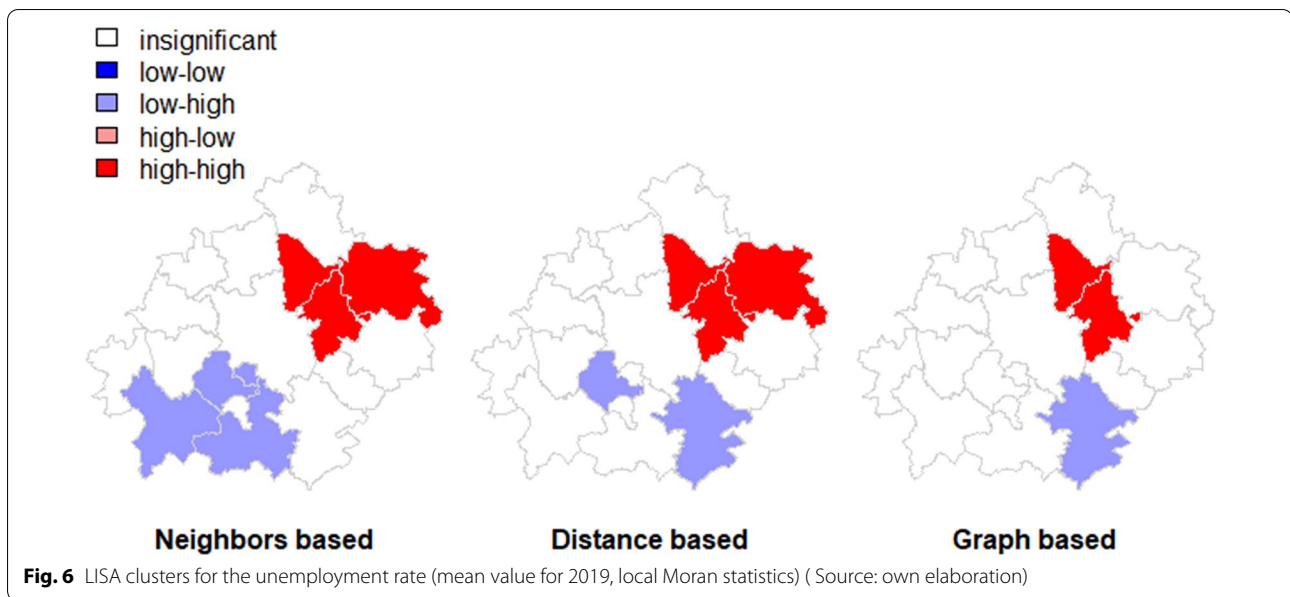 insignificant
low-low
low-high
high-low
high-high
Neighbors based
Distance based
Graph based
Fig. 6 LISA clusters for the unemployment rate (mean value for 2019, local Moran statistics) ( Source: own elaboration)